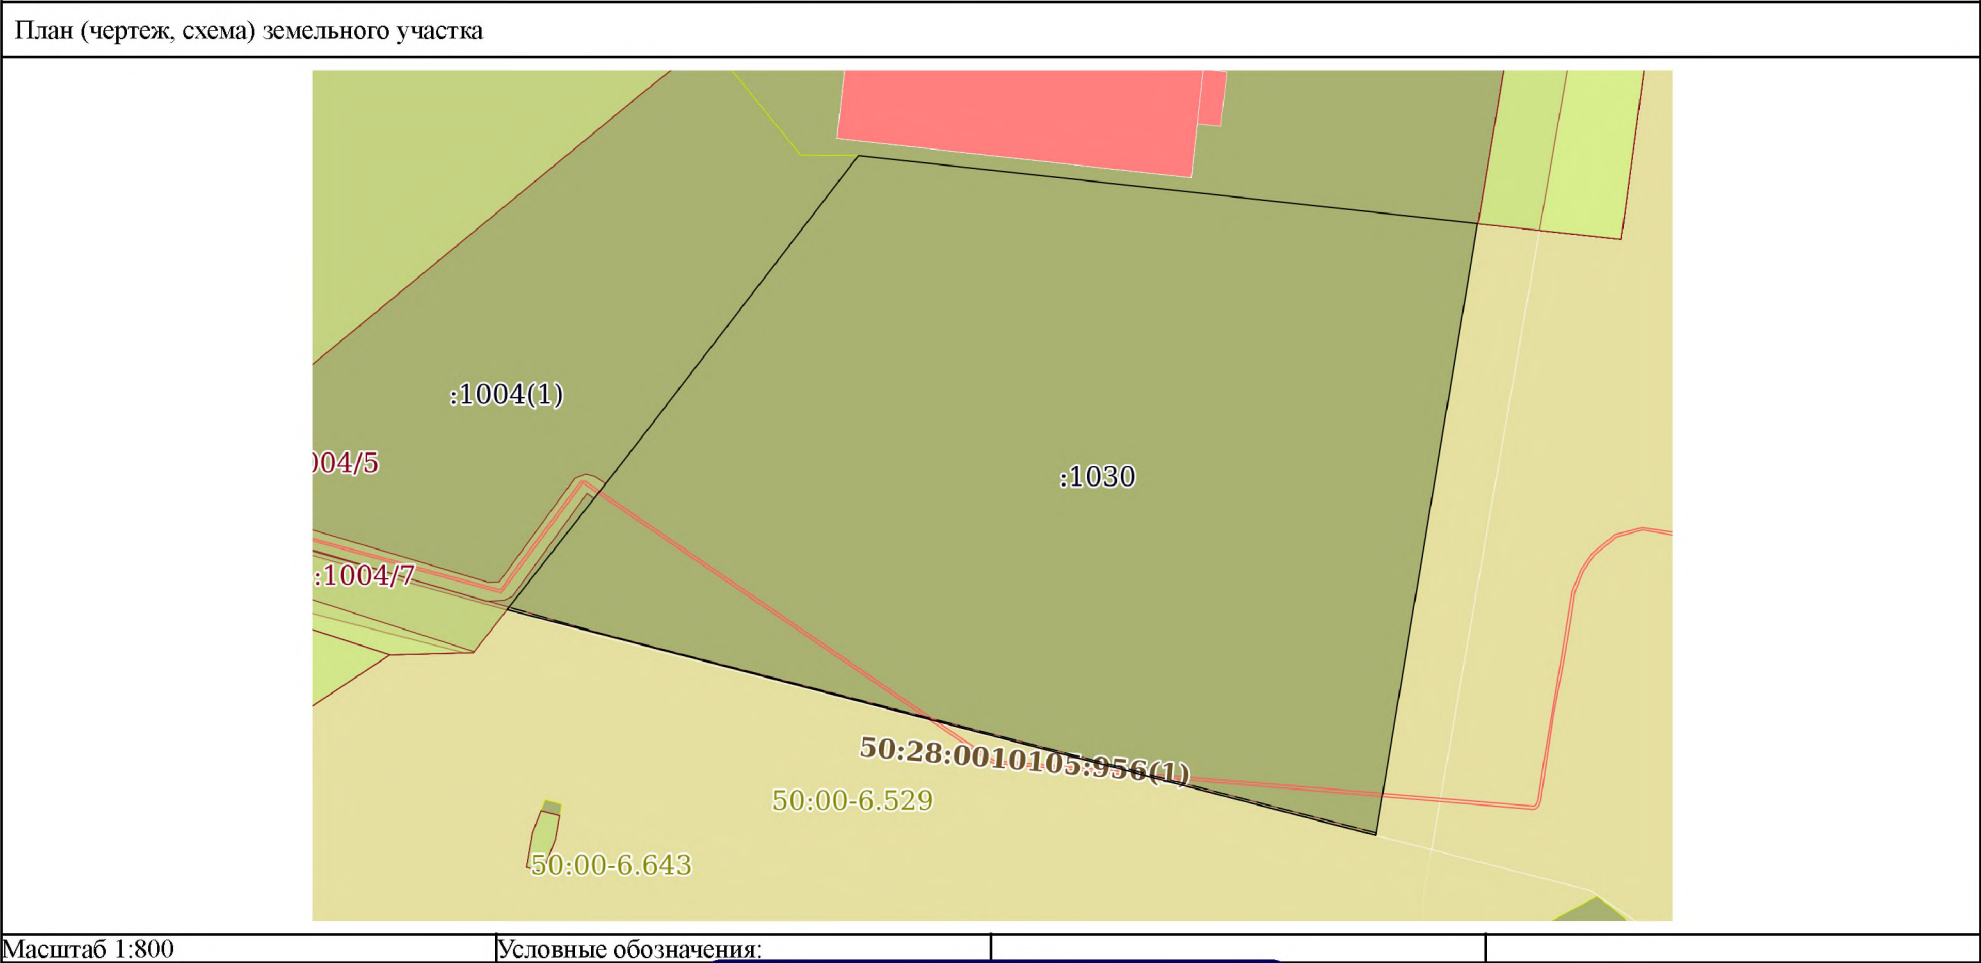 План (чертеж, схема) земельного участка
:1004(1)
004/5
:1030
:1004/7
50:28:0010105:956(1)
50:00-6.529
50:00-6.643
Масштаб 1:800
Условные обозначения: